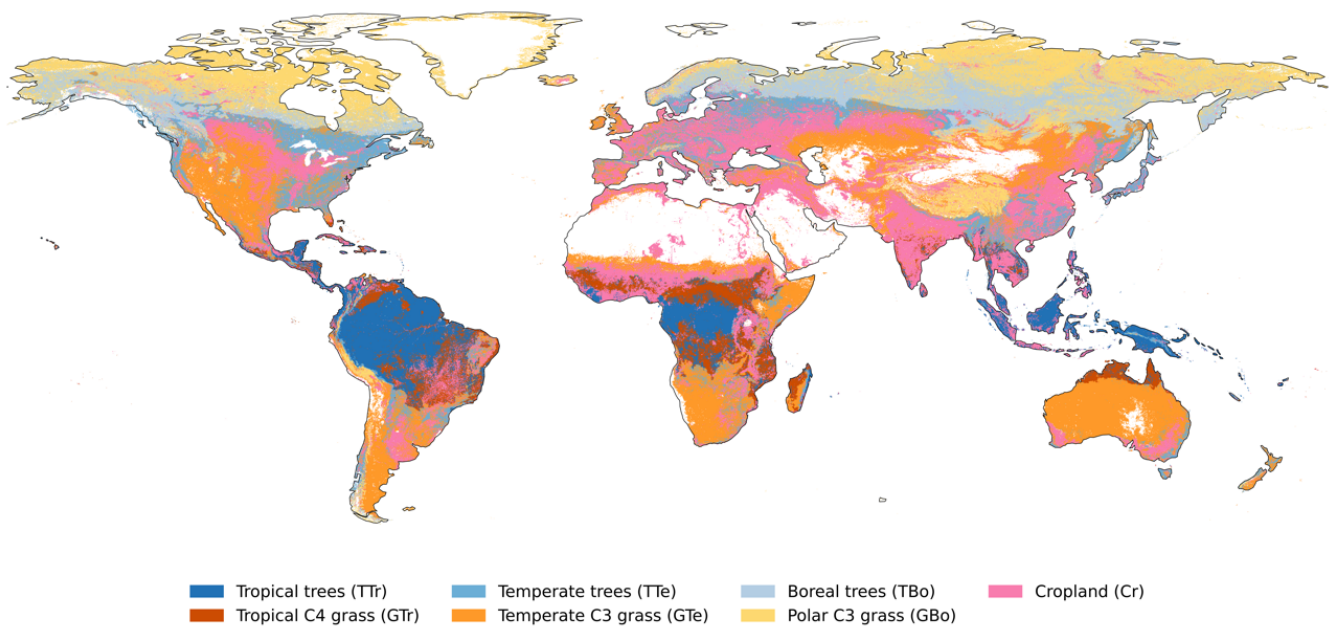 Tropical trees (TTr) Temperate trees (TTe) Boreal trees (TBo) Cropland (Cr)
Tropical C4 grass (GTr) Temperate C3 grass (GTe) Polar C3 grass (GBo)